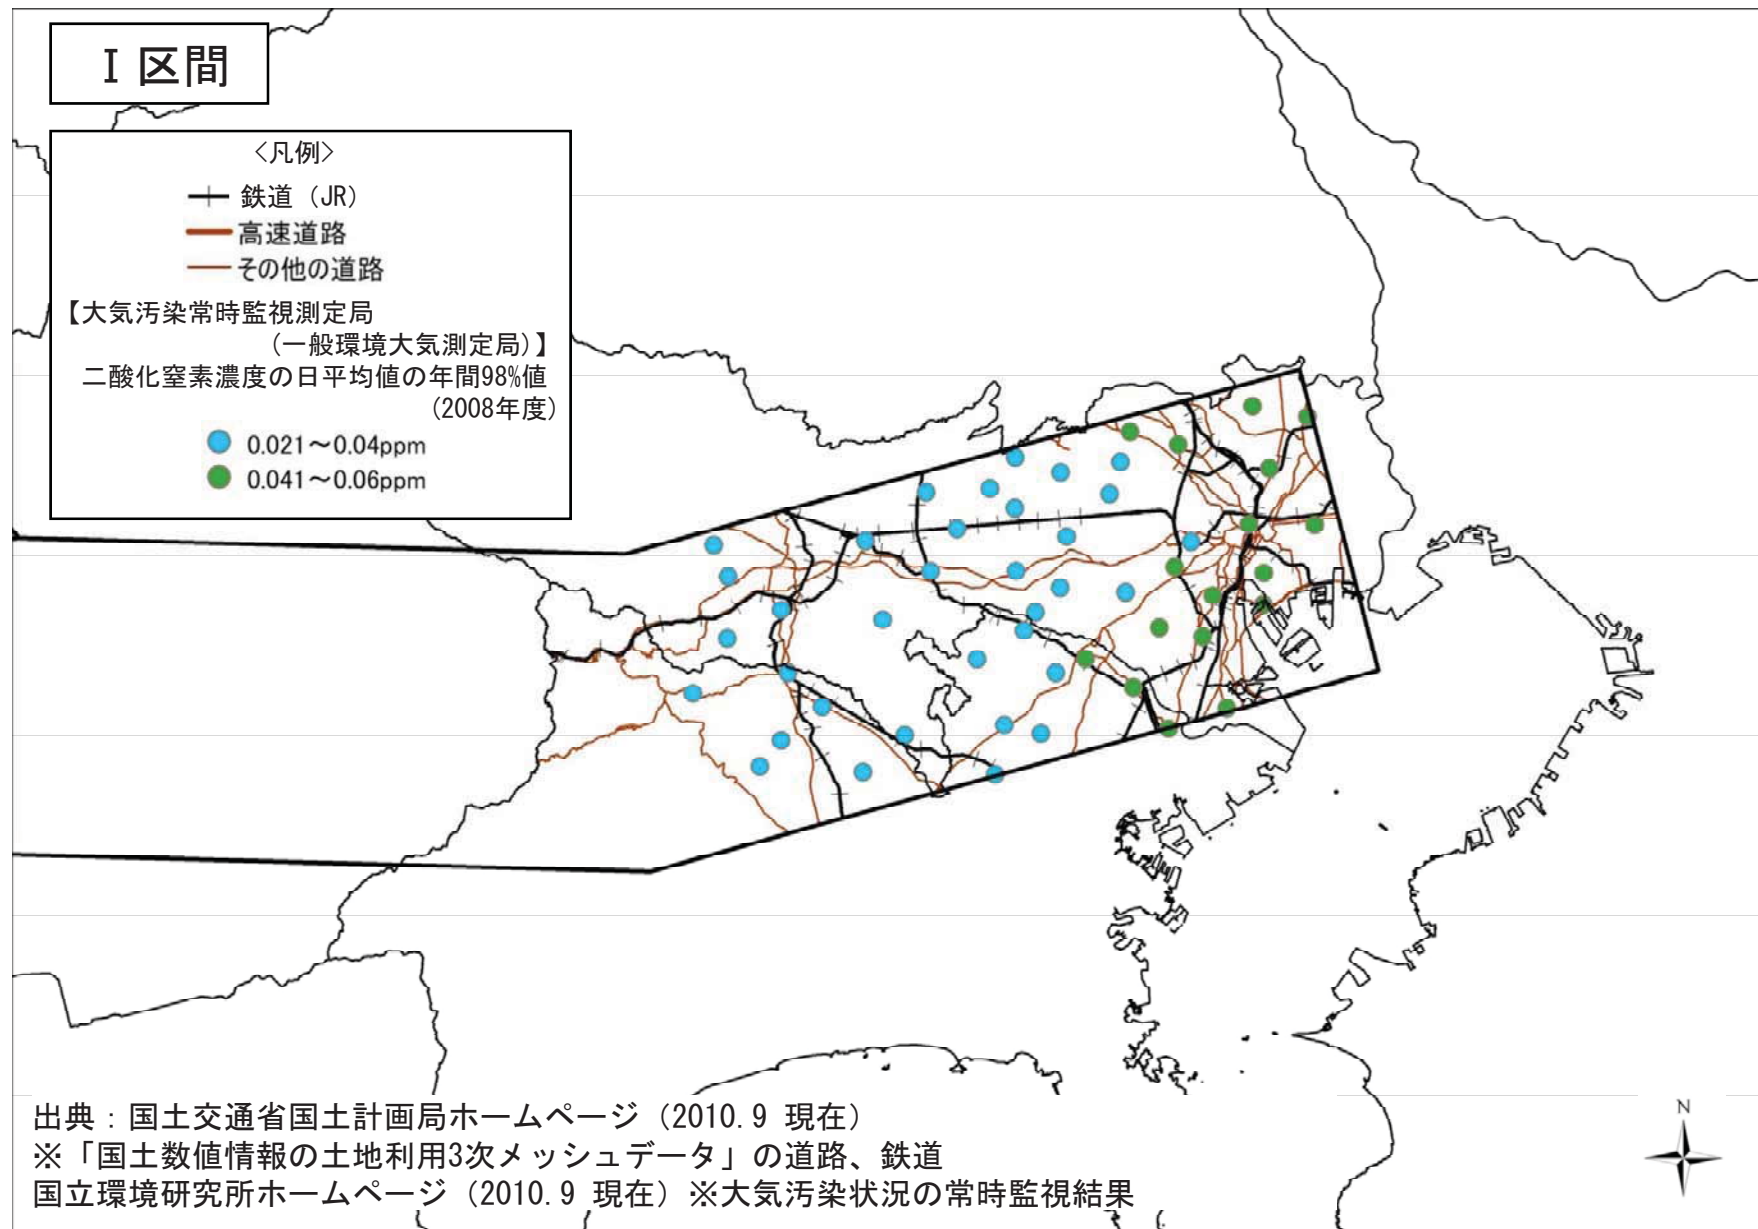 Ⅰ 区間
<凡例>
鉄道（JR）
高速道路
その他の道路
【大気汚染常時監視測定局
（一般環境大気測定局）】
二酸化窒素濃度の日平均値の年間98%値
（2008年度）
0.021～0.04ppm
0.041～0.06ppm
N
出典：国土交通省国土計画局ホームページ（2010.9 現在）
※「国土数値情報の土地利用3次メッシュデータ」の道路、鉄道
国立環境研究所ホームページ（2010.9 現在）※大気汚染状況の常時監視結果